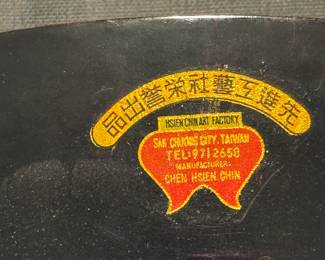 先進工藝社榮譽出品
HSIEN CHIN ART FACTORY
SAN CHUNG CITY. TAIWAN
TEL:9712658
MANUFACTURER.
CHEN HSIEN CHIN